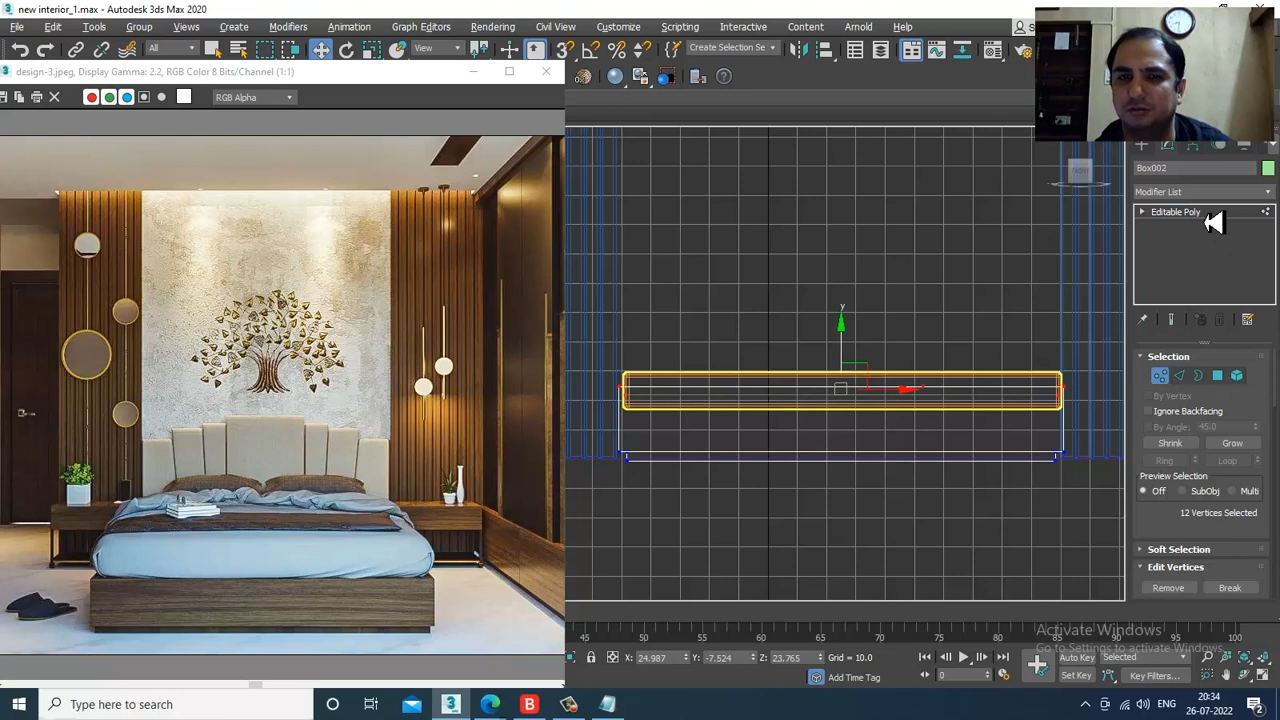 new interior_1.max - Autodesk 3ds Max 2020
File Edit Tools Group Views Create Modifiers Animation Graph Editors Rendering Civil View Customize Scripting Interactive Content Arnold Help
All View Create Selection Se
design-3.jpeg, Display Gamma: 2.2, RGB Color 8 Bits/Channel (1:1)
RGB Alpha
Box002
Modifier List
Editable Poly
y
Selection
By Vertex
Ignore Backfacing
By Angle: 45.0
Shrink Grow
Ring Loop
Preview Selection
Off SubObj Multi
12 Vertices Selected
Soft Selection
Edit Vertices
Remove Break
45 50 55 60 65 70 75 80 85 90 95 100
Activate Windows
Go to Settings to activate Windows.
X: 24.987 Y: -7.524 Z: 23.765 Grid = 10.0
Auto Key Selected
Add Time Tag
0
Set Key Key Filters...
Type here to search
ENG
20:34
26-07-2022
2